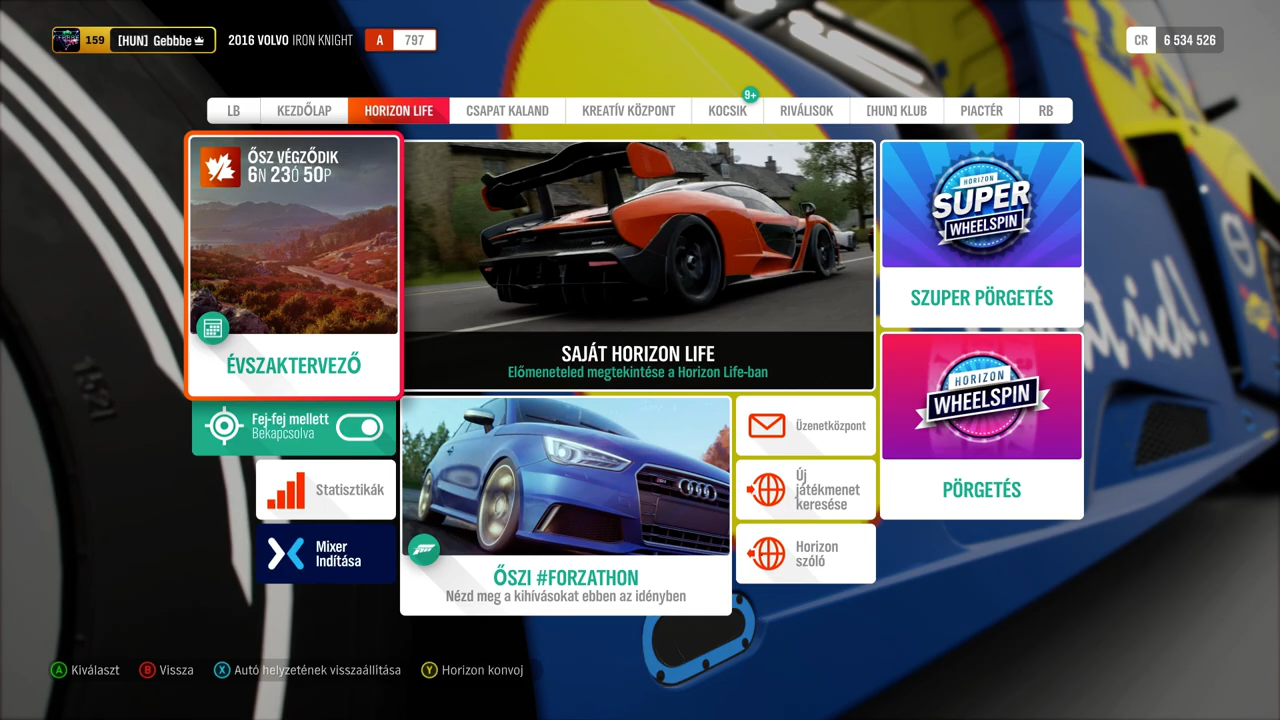 159 [HUN] Gebbbe
2016 VOLVO IRON KNIGHT
A 797
CR 6 534 526
LB KEZDŐLAP HORIZON LIFE CSAPAT KALAND KREATÍV KÖZPONT KOCSIK 9+ RIVÁLISOK [HUN] KLUB PIACTÉR RB
ŐSZ VÉGZŐDIK
6N 23Ó 50P
ÉVSZAKTERVEZŐ
SAJÁT HORIZON LIFE
Előmeneteled megtekintése a Horizon Life-ban
HORIZON
SUPER
WHEELSPIN
SZUPER PÖRGETÉS
HORIZON
WHEELSPIN
PÖRGETÉS
Fej-fej mellett
Bekapcsolva
Statisztikák
Mixer
Indítása
ŐSZI #FORZATHON
Nézd meg a kihívásokat ebben az idényben
Üzenetközpont
Új
játékmenet
keresése
Horizon
szóló
A Kiválaszt B Vissza X Autó helyzetének visszaállítása Y Horizon konvoj